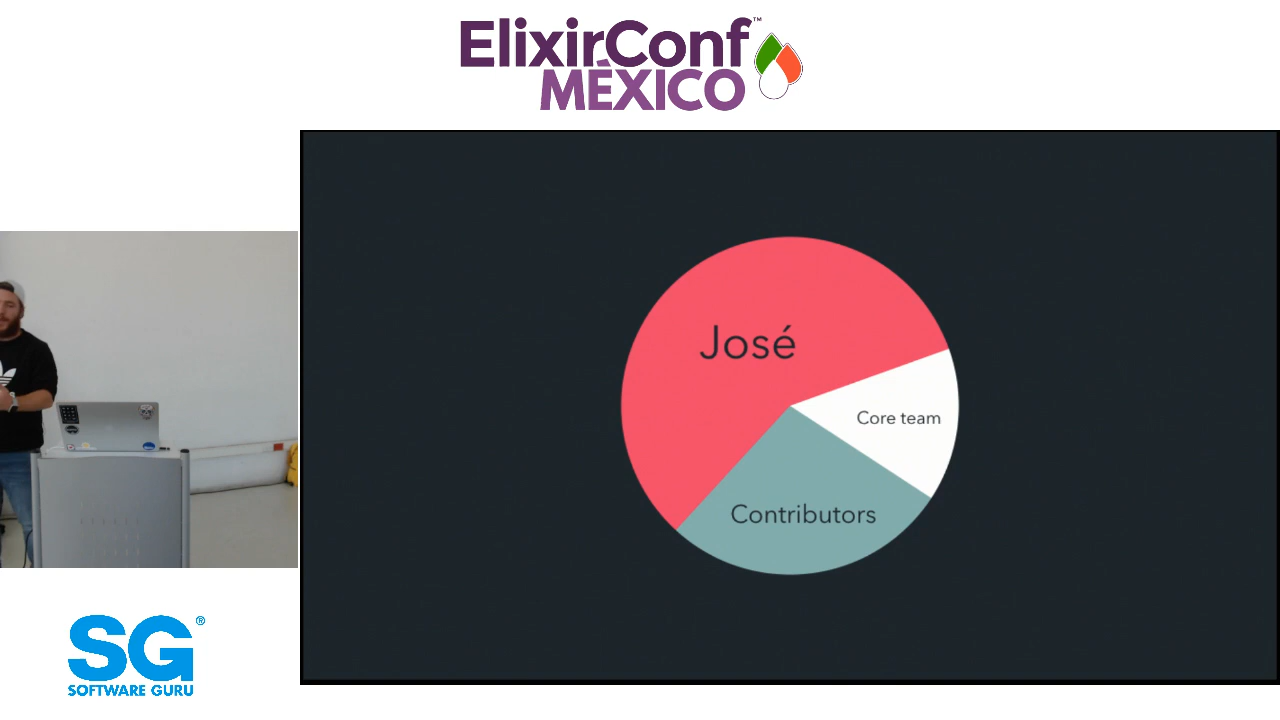 ElixirConf™
MÉXICO
José
Core team
Contributors
SG®
SOFTWARE GURU